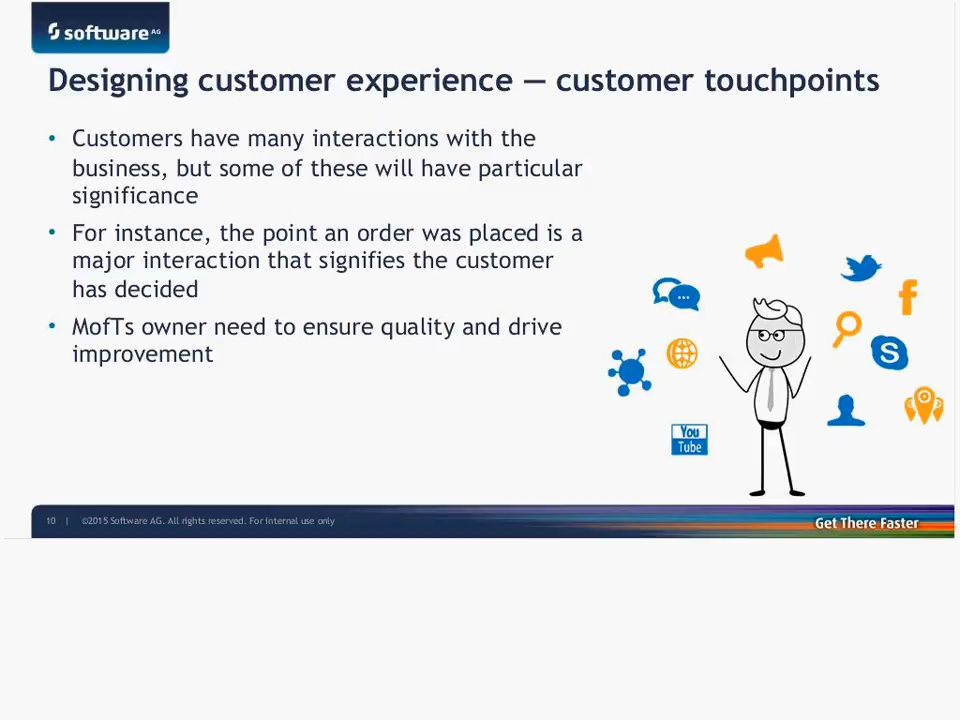 software AG
Designing customer experience — customer touchpoints
• Customers have many interactions with the
business, but some of these will have particular
significance
• For instance, the point an order was placed is a
major interaction that signifies the customer
has decided
• MofTs owner need to ensure quality and drive
improvement
f
S
You
Tube
10 | ©2015 Software AG. All rights reserved. For internal use only
Get There Faster